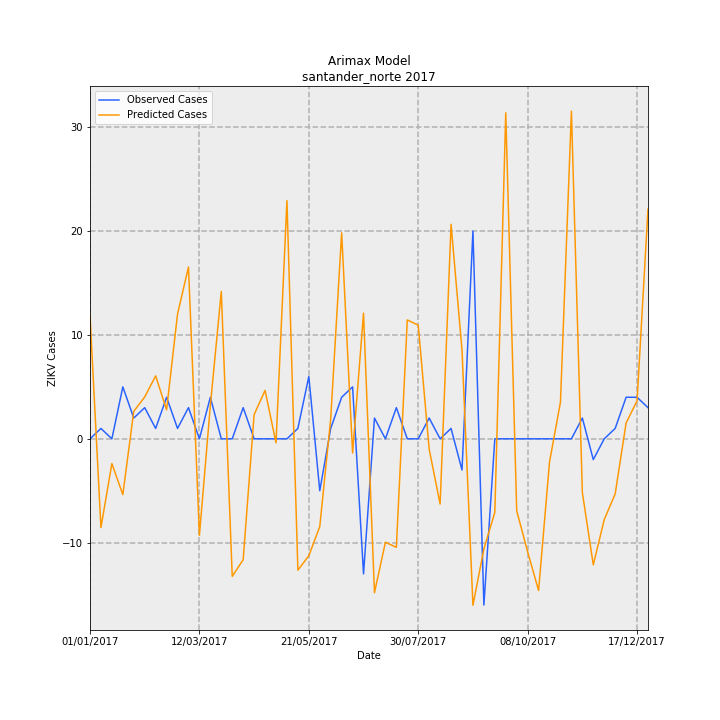 Arimax Model
santander_norte 2017
Observed Cases
Predicted Cases
ZIKV Cases
30
20
10
0
−10
01/01/2017
12/03/2017
21/05/2017
30/07/2017
08/10/2017
17/12/2017
Date